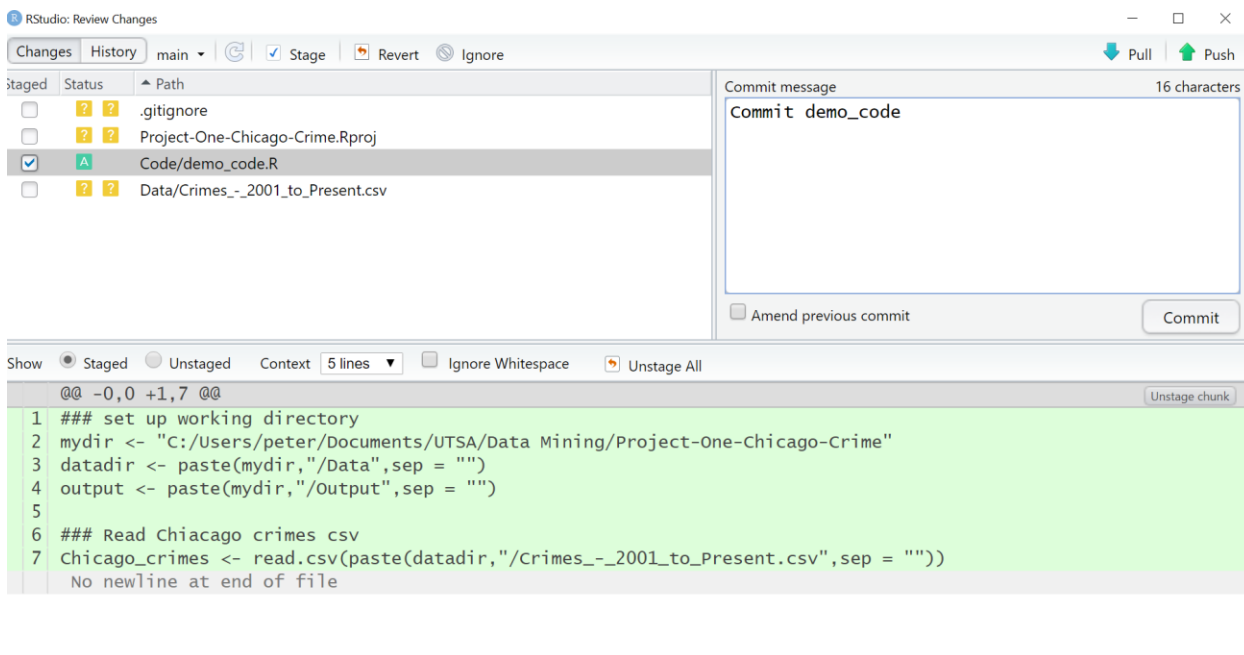 RStudio: Review Changes
Changes History main Stage Revert Ignore Pull Push
Staged Status Path
? ? .gitignore
? ? Project-One-Chicago-Crime.Rproj
A Code/demo_code.R
? ? Data/Crimes_-_2001_to_Present.csv
Commit message 16 characters
Commit demo_code
Amend previous commit Commit
Show Staged Unstaged Context 5 lines Ignore Whitespace Unstage All
@@ -0,0 +1,7 @@ Unstage chunk
1 ### set up working directory
2 mydir <- "C:/Users/peter/Documents/UTSA/Data Mining/Project-One-Chicago-Crime"
3 datadir <- paste(mydir,"/Data",sep = "")
4 output <- paste(mydir,"/Output",sep = "")
5
6 ### Read Chiacago crimes csv
7 Chicago_crimes <- read.csv(paste(datadir,"/Crimes_-_2001_to_Present.csv",sep = ""))
No newline at end of file